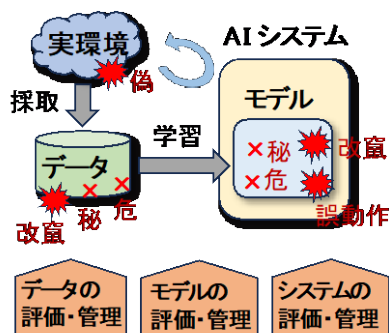 実環境
偽
AIシステム
採取
モデル
学習
データ
×秘
改竄
×危
誤動作
× ×
改竄
秘
危
データの
評価・管理
モデルの
評価・管理
システムの
評価・管理